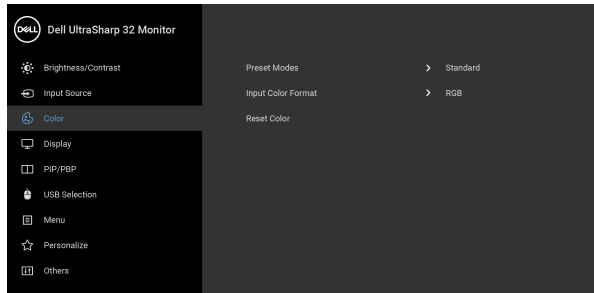 DELL Dell UltraSharp 32 Monitor
Brightness/Contrast
Input Source
Color
Display
PIP/PBP
USB Selection
Menu
Personalize
Others
Preset Modes > Standard
Input Color Format > RGB
Reset Color